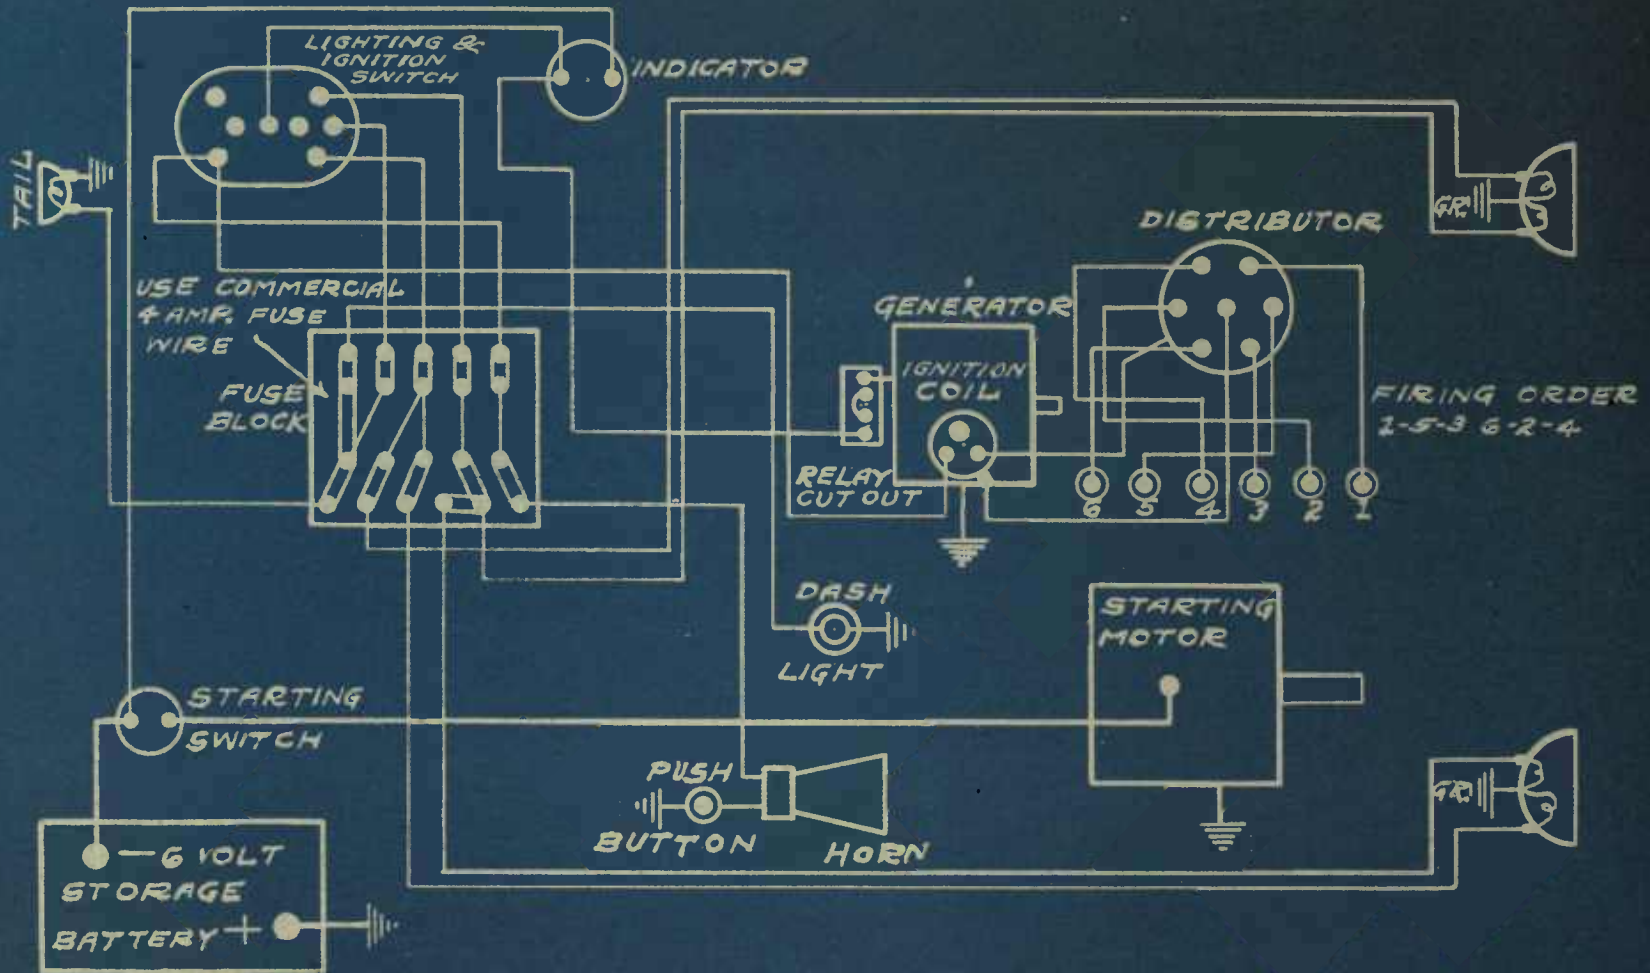 LIGHTING &
IGNITION
SWITCH
INDICATOR
TAIL
GR.
DISTRIBUTOR
USE COMMERCIAL
4 AMP. FUSE
WIRE
GENERATOR
IGNITION
COIL
FUSE
BLOCK
FIRING ORDER
1-5-3 6-2-4
RELAY
CUT OUT
6 5 4 3 2 1
DASH
LIGHT
STARTING
MOTOR
STARTING
SWITCH
PUSH
BUTTON
HORN
GR.
— 6 VOLT
STORAGE
BATTERY +